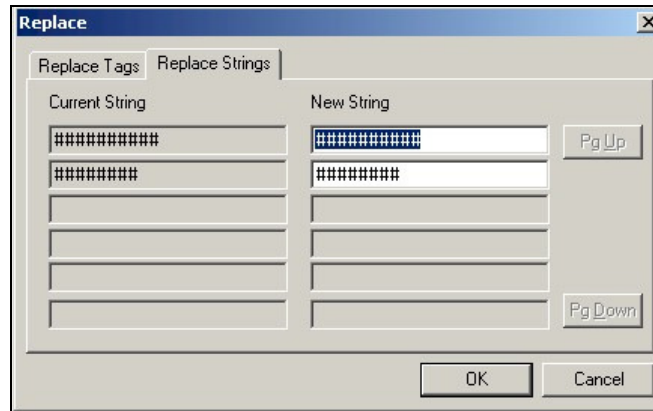 Replace
Replace Tags Replace Strings
Current String New String
########## ########## Pg Up
######## ########
Pg Down
OK Cancel